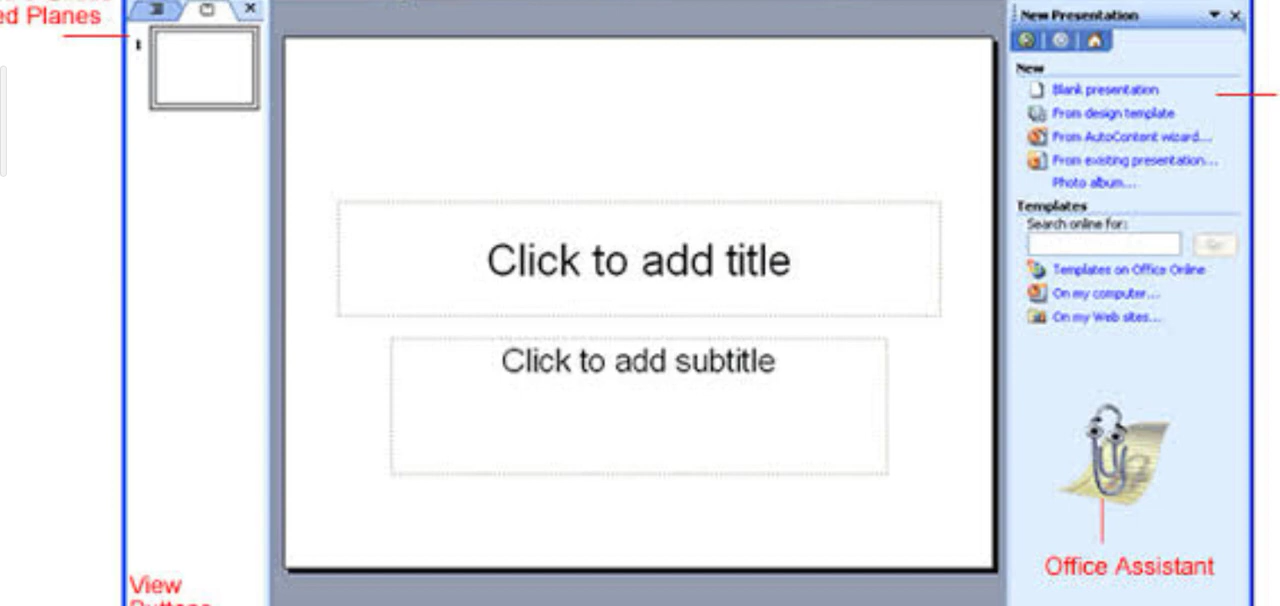 ed Planes
1
Click to add title
Click to add subtitle
View
New Presentation
New
Blank presentation
From design template
From AutoContent wizard...
From existing presentation...
Photo album...
Templates
Search online for:
Go
Templates on Office Online
On my computer...
On my Web sites...
Office Assistant